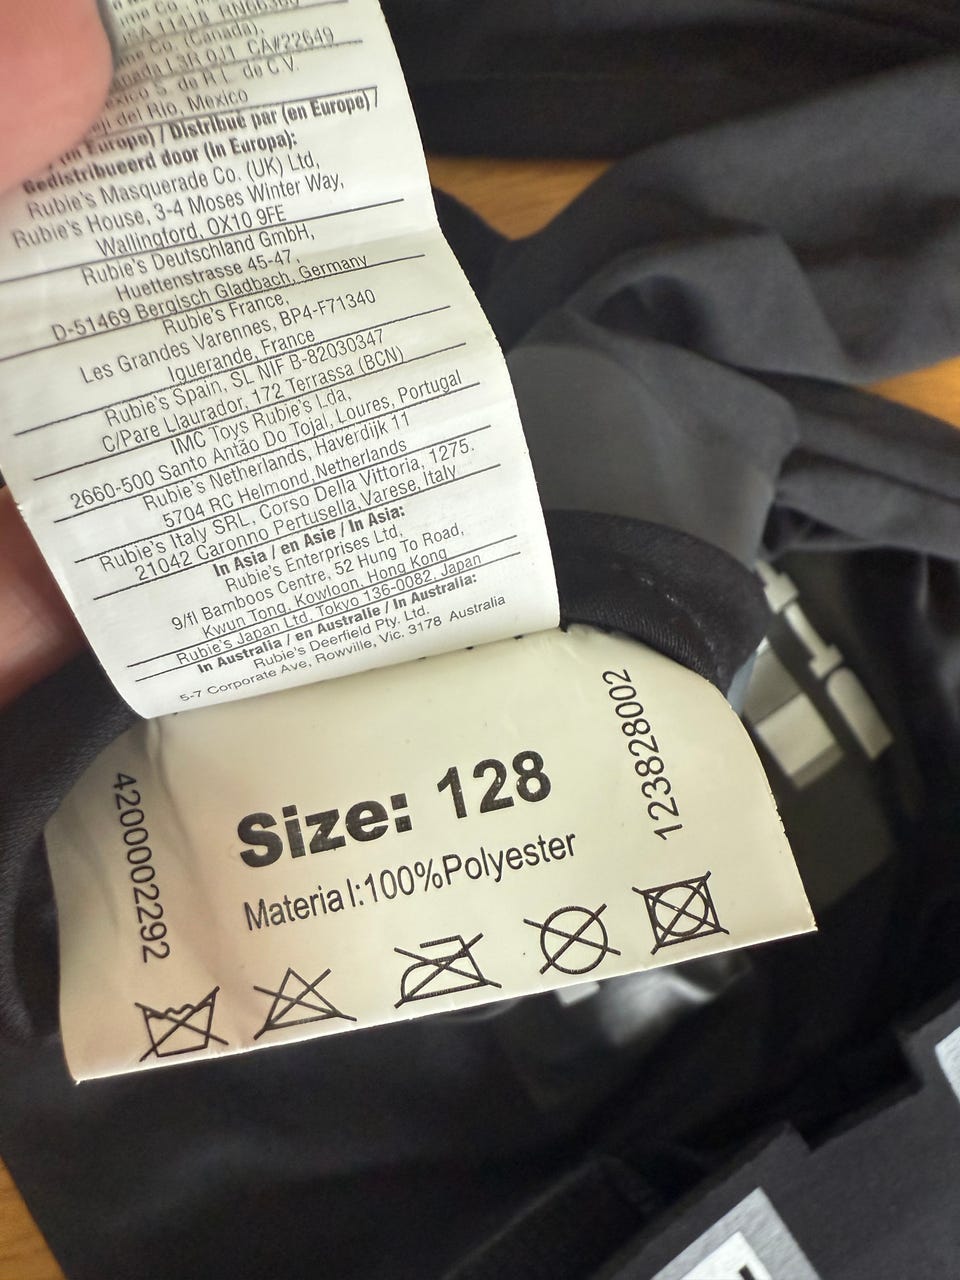 me Co. (Canada),
L3R 0J1 CA#22649
S. de R.L. de C.V.
del Rio, Mexico
(in Europe) / Distribué par (en Europe) /
Gedistribueerd door (in Europa):
Rubie's Masquerade Co. (UK) Ltd,
Rubie's House, 3-4 Moses Winter Way,
Wallingford, OX10 9FE
Rubie's Deutschland GmbH,
Huettenstrasse 45-47,
D-51469 Bergisch Gladbach, Germany
Rubie's France,
Les Grandes Varennes, BP4-F71340
Iguerande, France
Rubie's Spain, SL NIF B-82030347
C/Pare Llaurador, 172 Terrassa (BCN)
IMC Toys Rubie's Lda,
2660-500 Santo Antão Do Tojal, Loures, Portugal
Rubie's Netherlands, Haverdijk 11
5704 RC Helmond, Netherlands
Rubie's Italy SRL, Corso Della Vittoria, 1275.
21042 Caronno Pertusella, Varese, Italy
In Asia / en Asie / In Asia:
Rubie's Enterprises Ltd,
9/fl Bamboos Centre, 52 Hung To Road,
Kwun Tong, Kowloon, Hong Kong
Rubie's Japan Ltd, Tokyo 136-0082, Japan
In Australia / en Australie / In Australia:
Rubie's Deerfield Pty. Ltd.
5-7 Corporate Ave, Rowville, Vic. 3178 Australia
4200002292
Size: 128
Material:100%Polyester
123828002